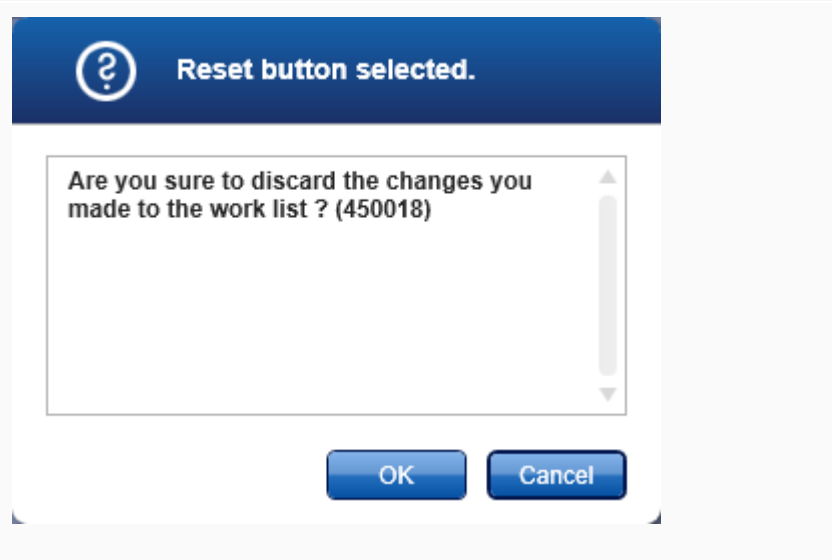 Reset button selected.
Are you sure to discard the changes you
made to the work list ? (450018)
OK
Cancel